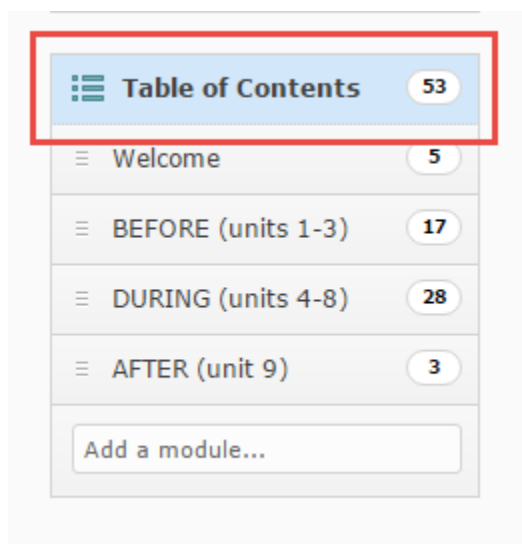 Table of Contents 53
Welcome 5
BEFORE (units 1-3) 17
DURING (units 4-8) 28
AFTER (unit 9) 3
Add a module...